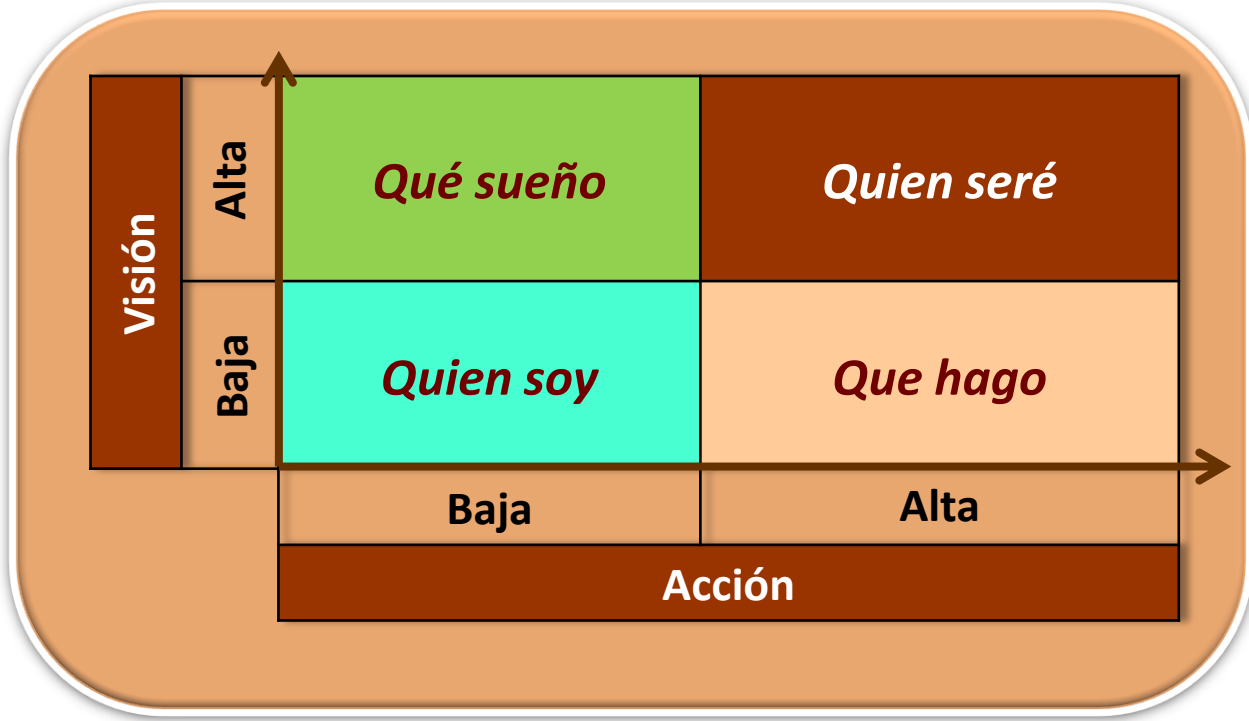 Visión
Alta
Qué sueño
Quien seré
Baja
Quien soy
Que hago
Baja
Alta
Acción